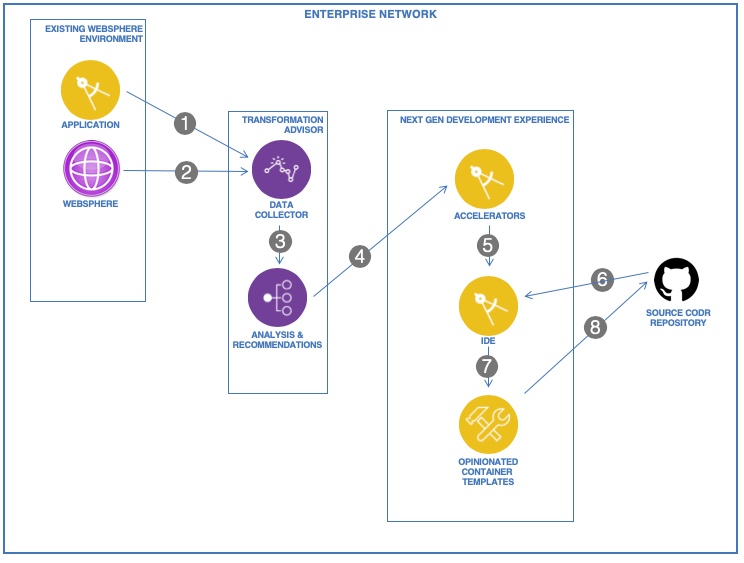 ENTERPRISE NETWORK
EXISTING WEBSPHERE
ENVIRONMENT
APPLICATION
WEBSPHERE
1
2
TRANSFORMATION
ADVISOR
DATA
COLLECTOR
3
ANALYSIS &
RECOMMENDATIONS
4
NEXT GEN DEVELOPMENT EXPERIENCE
ACCELERATORS
5
IDE
7
OPINIONATED
CONTAINER
TEMPLATES
6
8
SOURCE CODR
REPOSITORY